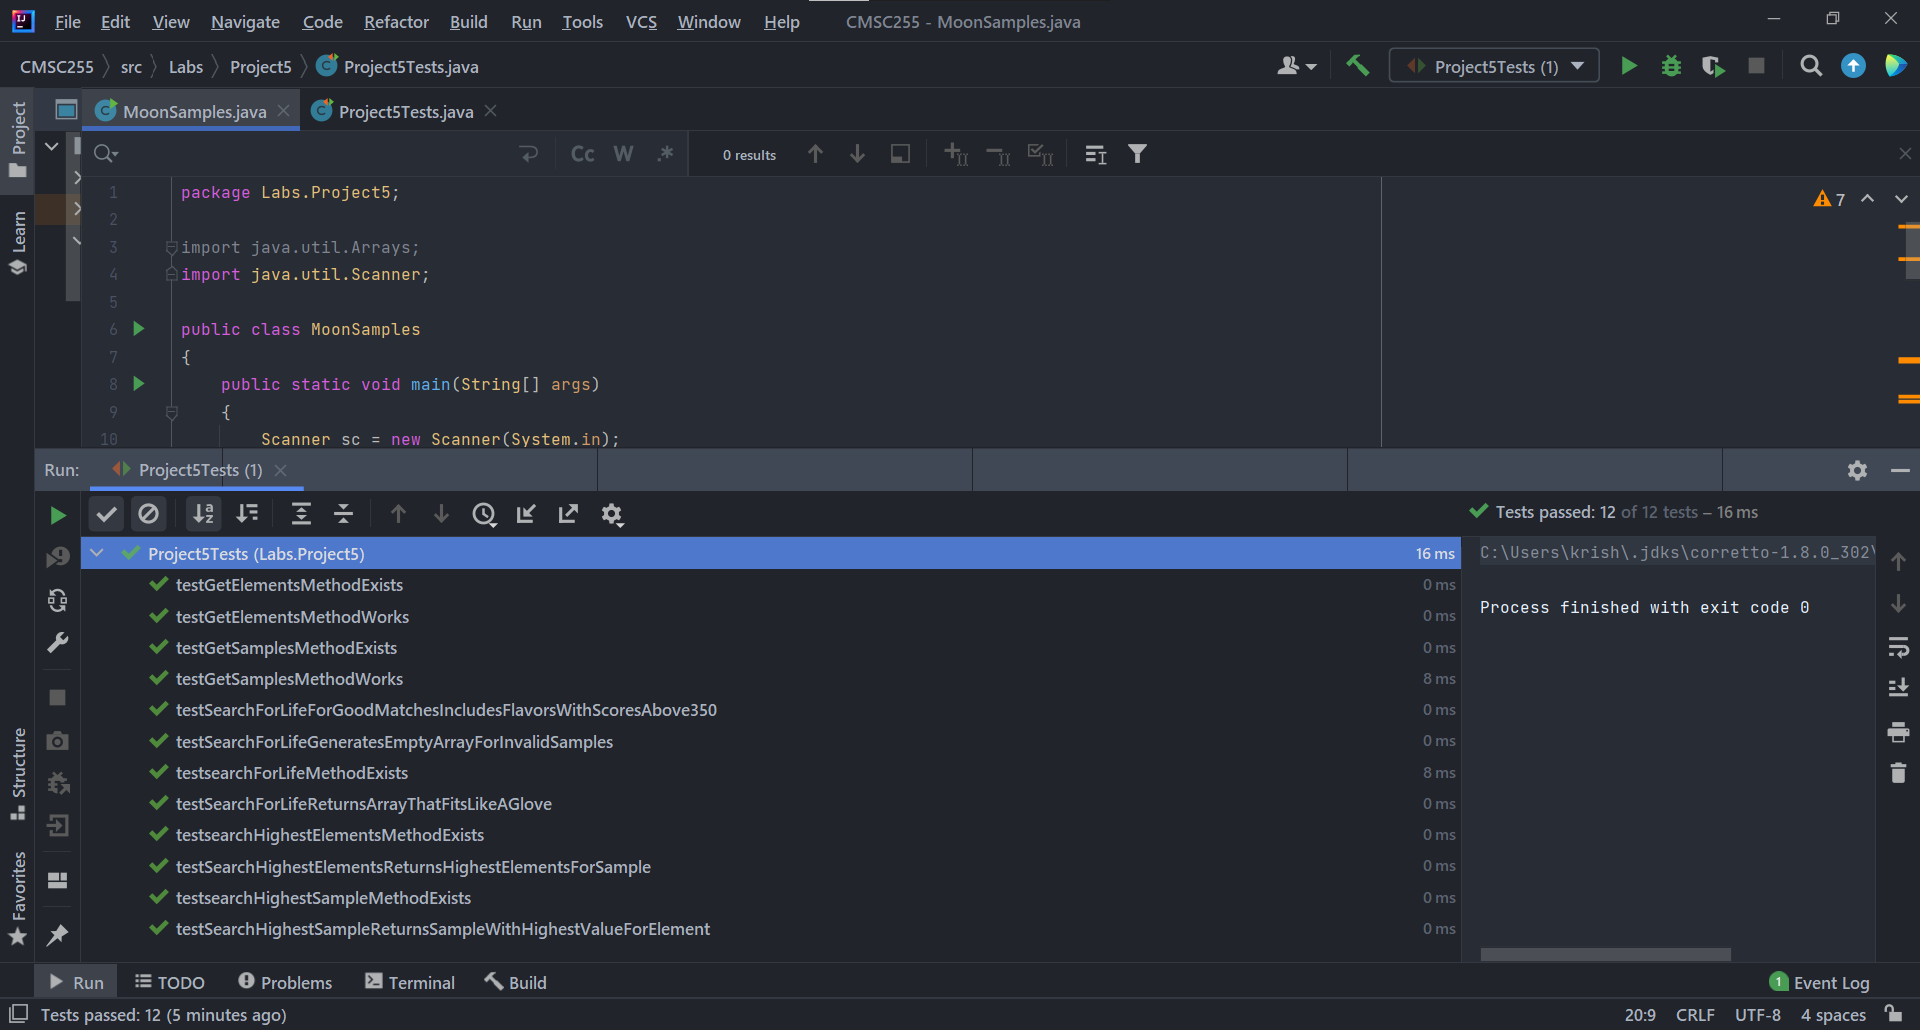 File Edit View Navigate Code Refactor Build Run Tools VCS Window Help CMSC255 - MoonSamples.java
CMSC255 src Labs Project5 Project5Tests.java Project5Tests (1)
MoonSamples.java Project5Tests.java
Cc W .* 0 results
Project
Learn
Structure
Favorites
1 package Labs.Project5;
2
3 import java.util.Arrays;
4 import java.util.Scanner;
5
6 public class MoonSamples
7 {
8 public static void main(String[] args)
9 {
10 Scanner sc = new Scanner(System.in);
7
Run: Project5Tests (1)
Tests passed: 12 of 12 tests – 16 ms
Project5Tests (Labs.Project5) 16 ms
testGetElementsMethodExists 0 ms
testGetElementsMethodWorks 0 ms
testGetSamplesMethodExists 0 ms
testGetSamplesMethodWorks 8 ms
testSearchForLifeForGoodMatchesIncludesFlavorsWithScoresAbove350 0 ms
testSearchForLifeGeneratesEmptyArrayForInvalidSamples 0 ms
testsearchForLifeMethodExists 8 ms
testSearchForLifeReturnsArrayThatFitsLikeAGlove 0 ms
testsearchHighestElementsMethodExists 0 ms
testSearchHighestElementsReturnsHighestElementsForSample 0 ms
testsearchHighestSampleMethodExists 0 ms
testSearchHighestSampleReturnsSampleWithHighestValueForElement 0 ms
C:\Users\krish\.jdks\corretto-1.8.0_302\
Process finished with exit code 0
Run TODO Problems Terminal Build 1 Event Log
Tests passed: 12 (5 minutes ago) 20:9 CRLF UTF-8 4 spaces